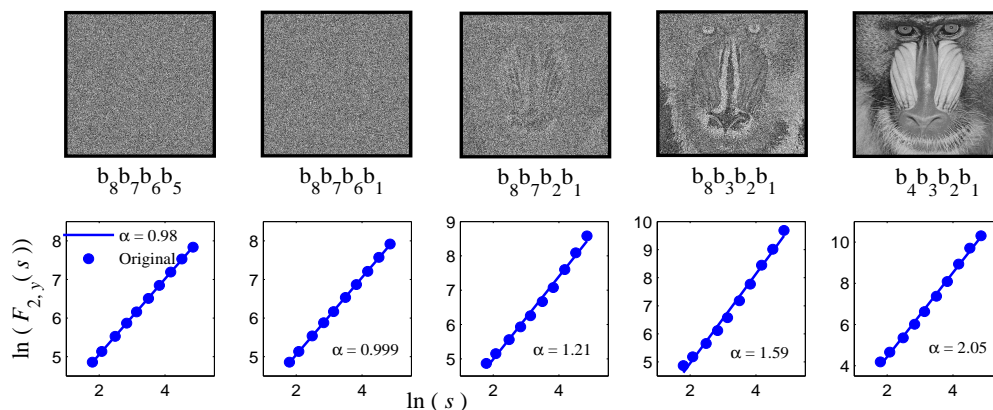 b₈b₇b₆b₅
b₈b₇b₆b₁
b₈b₇b₂b₁
b₈b₃b₂b₁
b₄b₃b₂b₁
ln(F₂,y(s))
8
7
6
5
2
4
α = 0.98
Original
8
7
6
5
2
4
α = 0.999
9
8
7
6
5
2
4
α = 1.21
10
9
8
7
6
5
2
4
α = 1.59
10
8
6
4
2
4
α = 2.05
ln(s)